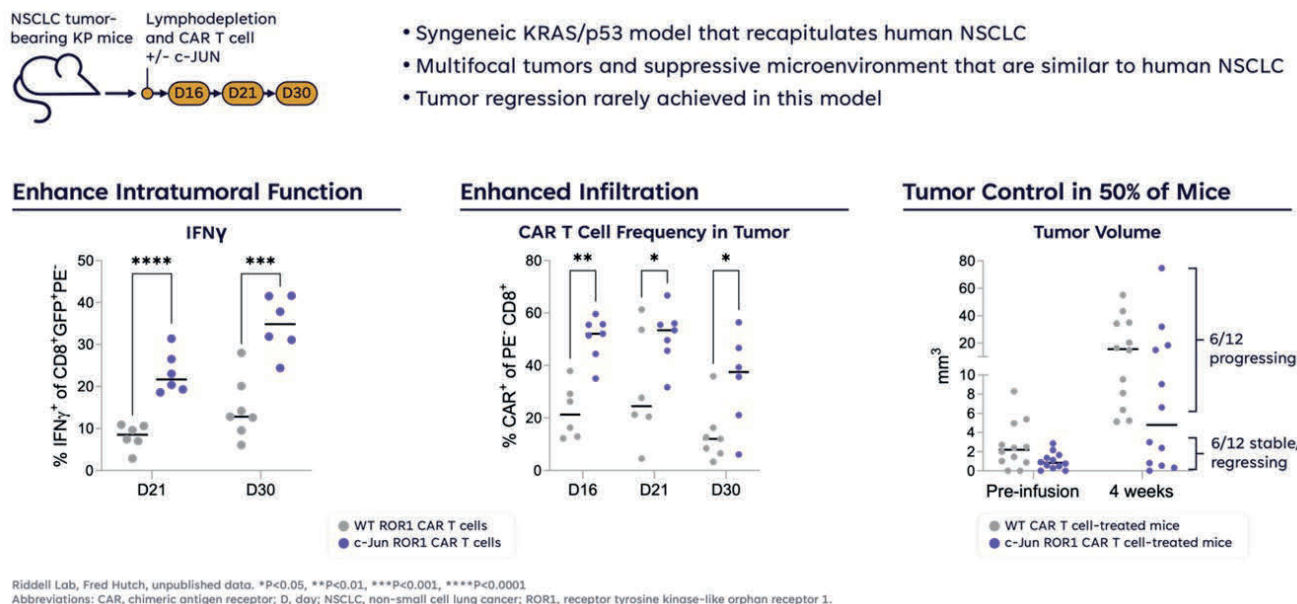 NSCLC tumor-
bearing KP mice
Lymphodepletion
and CAR T cell
+/- c-JUN
D16
D21
D30
• Syngeneic KRAS/p53 model that recapitulates human NSCLC
• Multifocal tumors and suppressive microenvironment that are similar to human NSCLC
• Tumor regression rarely achieved in this model
Enhance Intratumoral Function
IFNγ
% IFNγ⁺ of CD8⁺GFP⁺PE⁻
50
40
30
20
10
0
****
***
D21
D30
WT ROR1 CAR T cells
c-Jun ROR1 CAR T cells
Enhanced Infiltration
CAR T Cell Frequency in Tumor
% CAR⁺ of PE⁻ CD8⁺
80
60
40
20
0
**
*
*
D16
D21
D30
Tumor Control in 50% of Mice
Tumor Volume
mm³
80
60
40
20
10
8
6
4
2
0
Pre-infusion
4 weeks
6/12
progressing
6/12 stable/
regressing
WT CAR T cell-treated mice
c-Jun ROR1 CAR T cell-treated mice
Riddell Lab, Fred Hutch, unpublished data. *P<0.05, **P<0.01, ***P<0.001, ****P<0.0001
Abbreviations: CAR, chimeric antigen receptor; D, day; NSCLC, non-small cell lung cancer; ROR1, receptor tyrosine kinase-like orphan receptor 1.